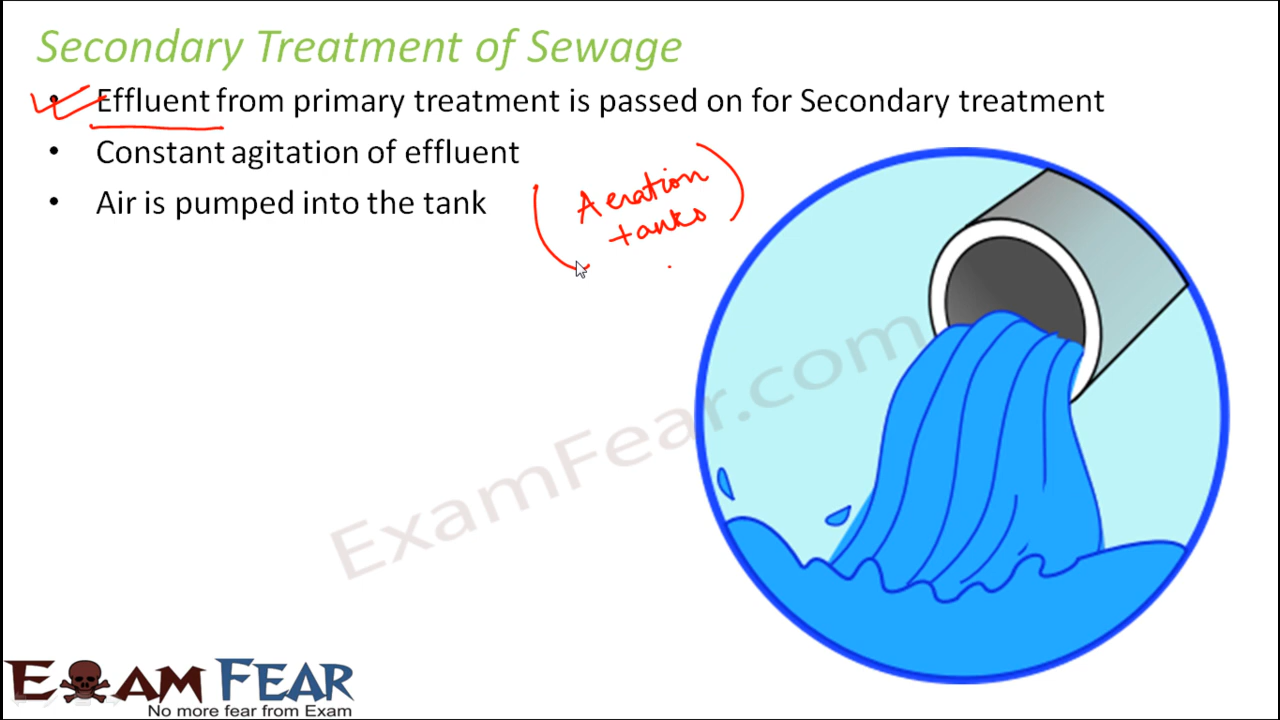 Secondary Treatment of Sewage
• Effluent from primary treatment is passed on for Secondary treatment
• Constant agitation of effluent
• Air is pumped into the tank
(Aeration
tanks)
ExamFear.com
EXAM FEAR
No more fear from Exam